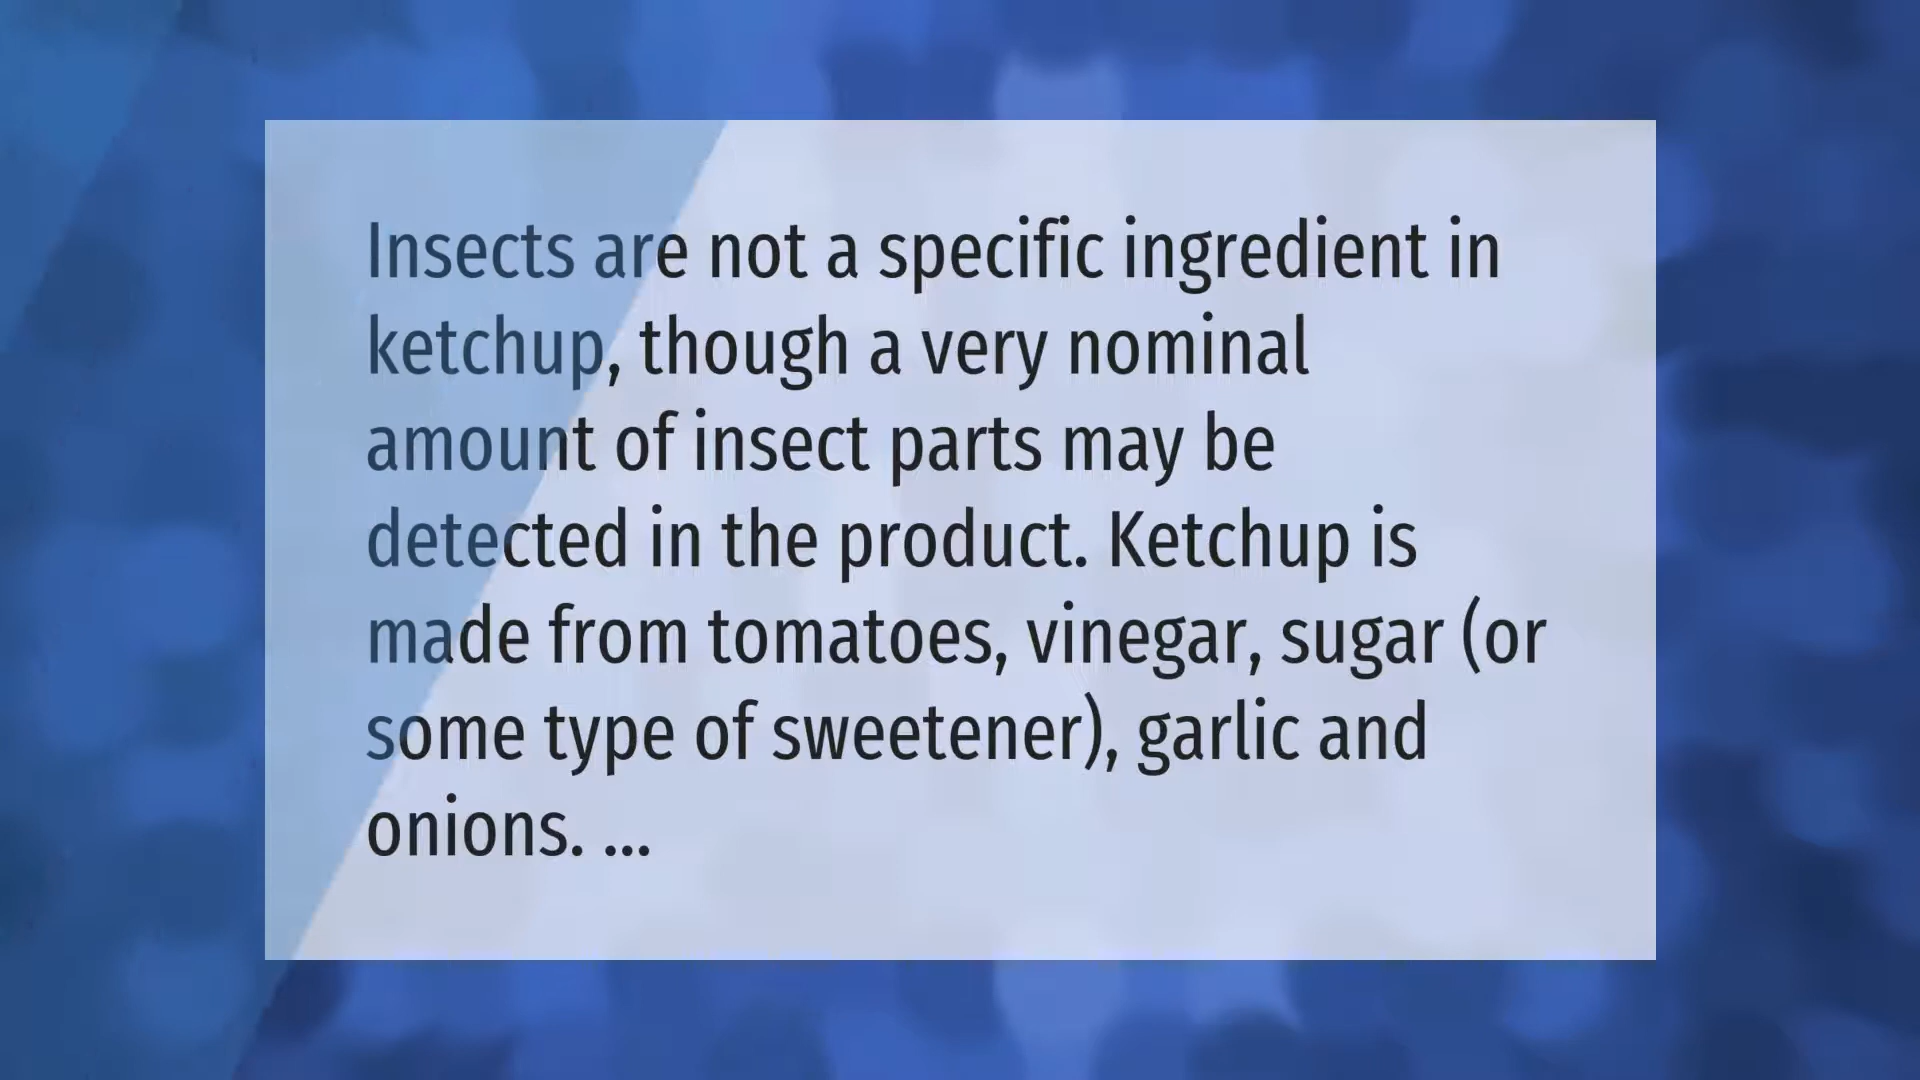 Insects are not a specific ingredient in
ketchup, though a very nominal
amount of insect parts may be
detected in the product. Ketchup is
made from tomatoes, vinegar, sugar (or
some type of sweetener), garlic and
onions. ...